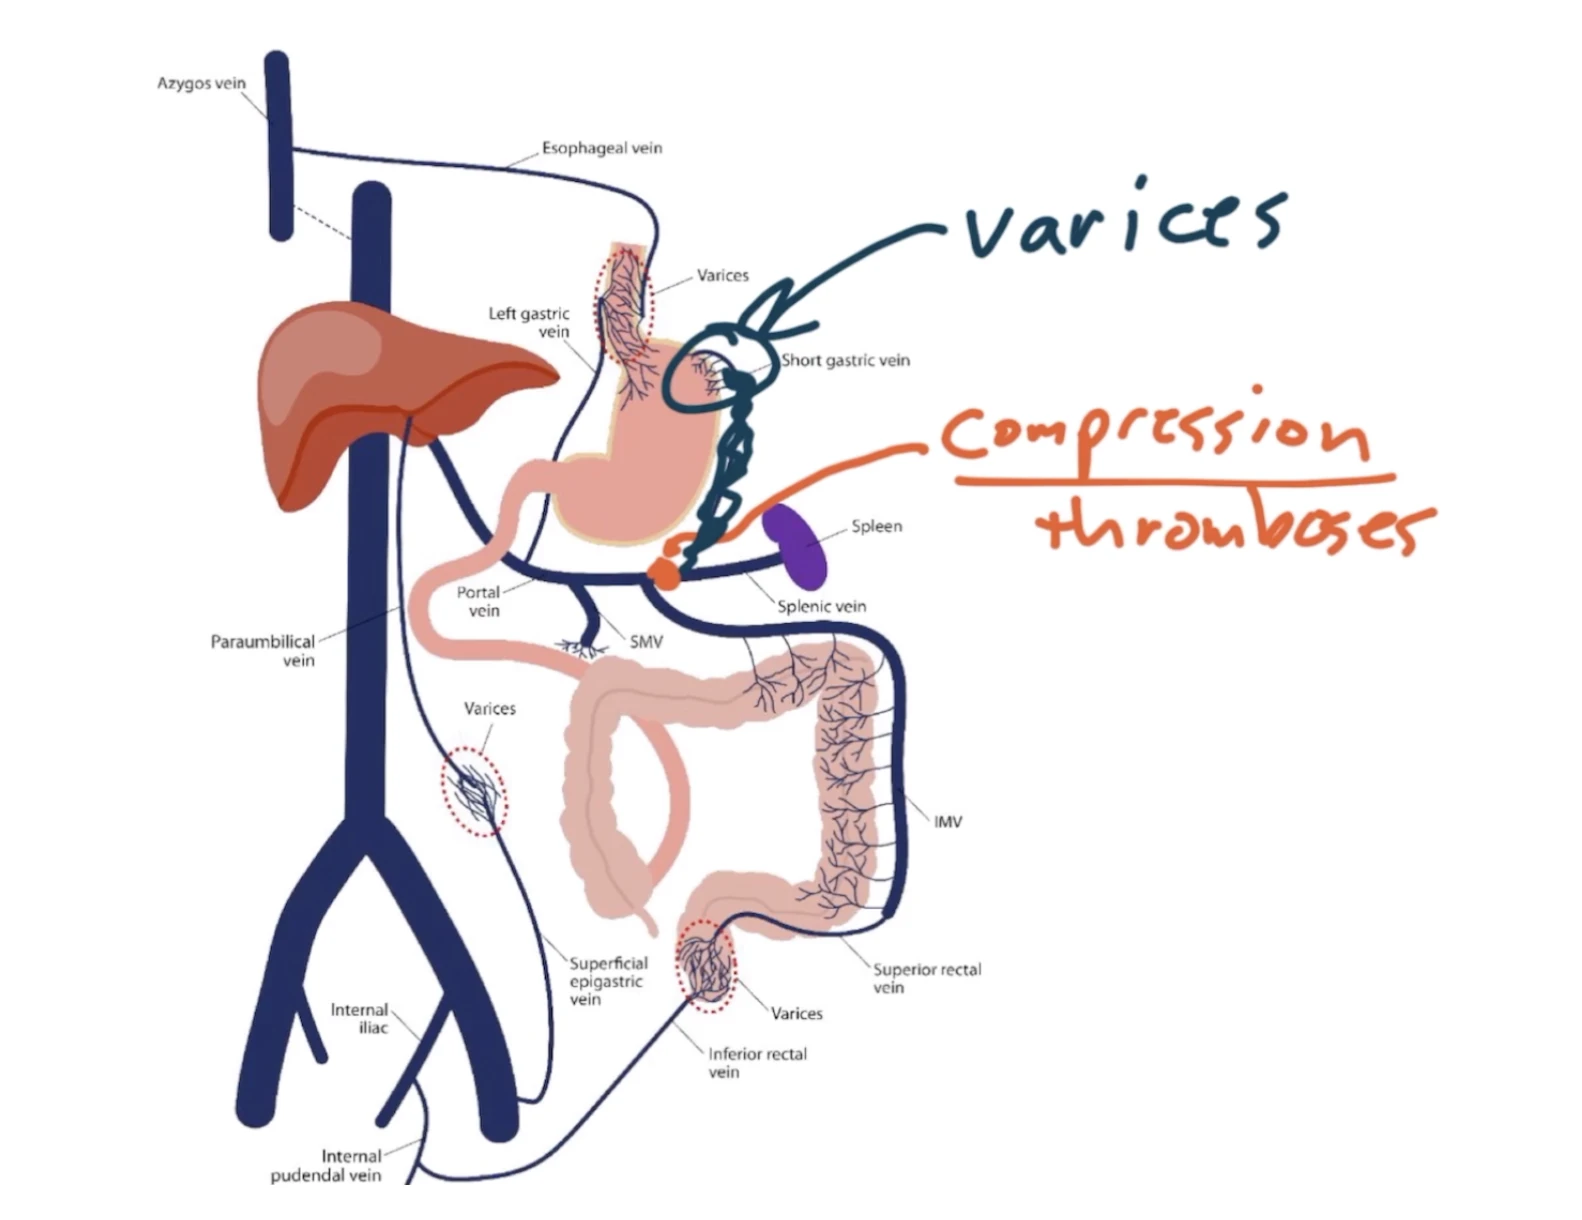 Azygos vein
Esophageal vein
varices
Varices
Left gastric
vein
Short gastric vein
compression
thromboses
Spleen
Portal
vein
Splenic vein
SMV
Paraumbilical
vein
Varices
IMV
Superficial
epigastric
vein
Superior rectal
vein
Internal
iliac
Varices
Inferior rectal
vein
Internal
pudendal vein